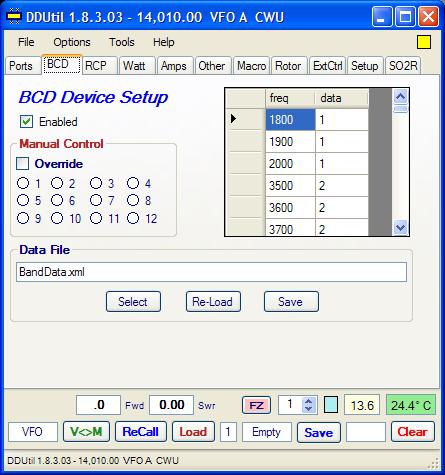 DDUtil 1.8.3.03 - 14,010.00 VFO A CWU
File Options Tools Help
Ports BCD RCP Watt Amps Other Macro Rotor ExtCtrl Setup SO2R
BCD Device Setup
Enabled
Manual Control
Override
1 2 3 4
5 6 7 8
9 10 11 12
freq data
1800 1
1900 1
2000 1
3500 2
3600 2
3700 2
Data File
BandData.xml
Select Re-Load Save
.0 Fwd 0.00 Swr FZ 1 13.6 24.4° C
VFO V<>M ReCall Load 1 Empty Save Clear
DDUtil 1.8.3.03 - 14,010.00 VFO A CWU